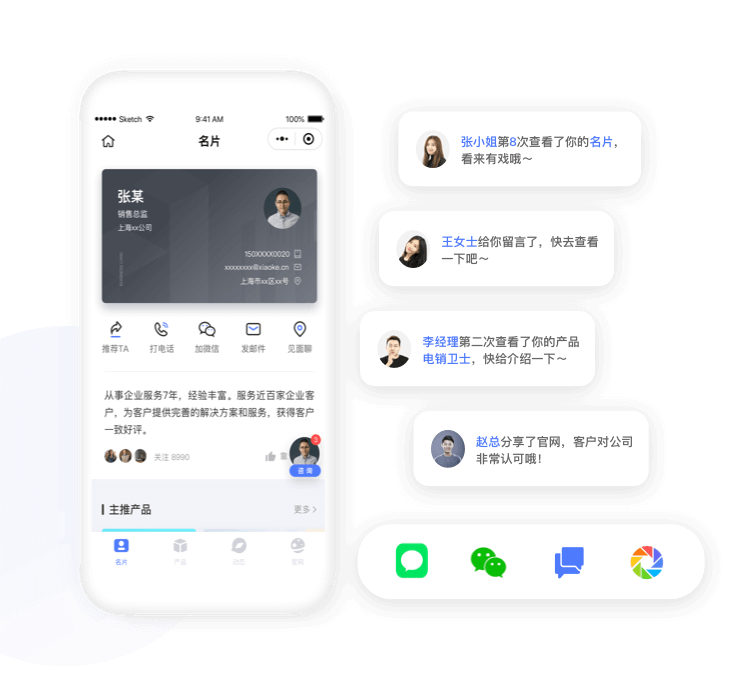 Sketch 9:41 AM 100%
名片
张某
销售总监
上海xx公司
150XXXX0020
xxxxxxxx@xiaoke.cn
上海市xx区xx号
推荐TA 打电话 加微信 发邮件 见面聊
从事企业服务7年，经验丰富。服务近百家企业客
户，为客户提供完善的解决方案和服务，获得客户
一致好评。
关注 8990
3
咨 询
主推产品 更多
名片 产品 动态 官网
张小姐第8次查看了你的名片，
看来有戏哦～
王女士给你留言了，快去查看
一下吧～
李经理第二次查看了你的产品
电销卫士，快给介绍一下～
赵总分享了官网，客户对公司
非常认可哦！